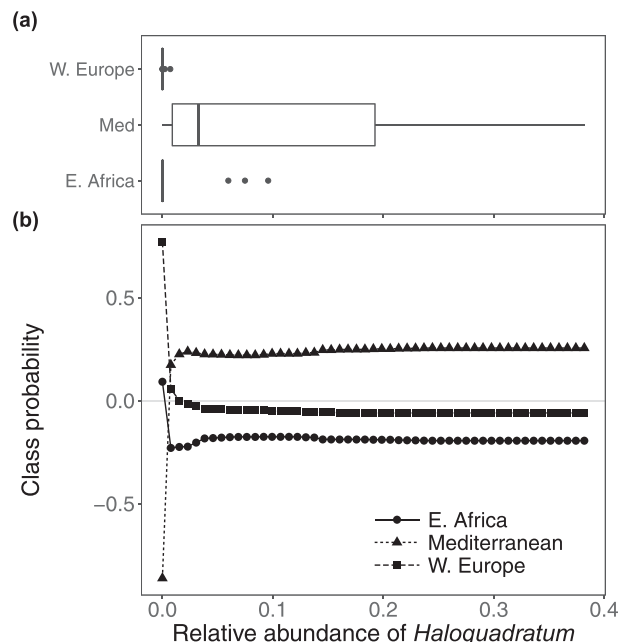 (a)
W. Europe
Med
E. Africa
(b)
Class probability
0.5
0.0
−0.5
E. Africa
Mediterranean
W. Europe
0.0 0.1 0.2 0.3 0.4
Relative abundance of Haloquadratum